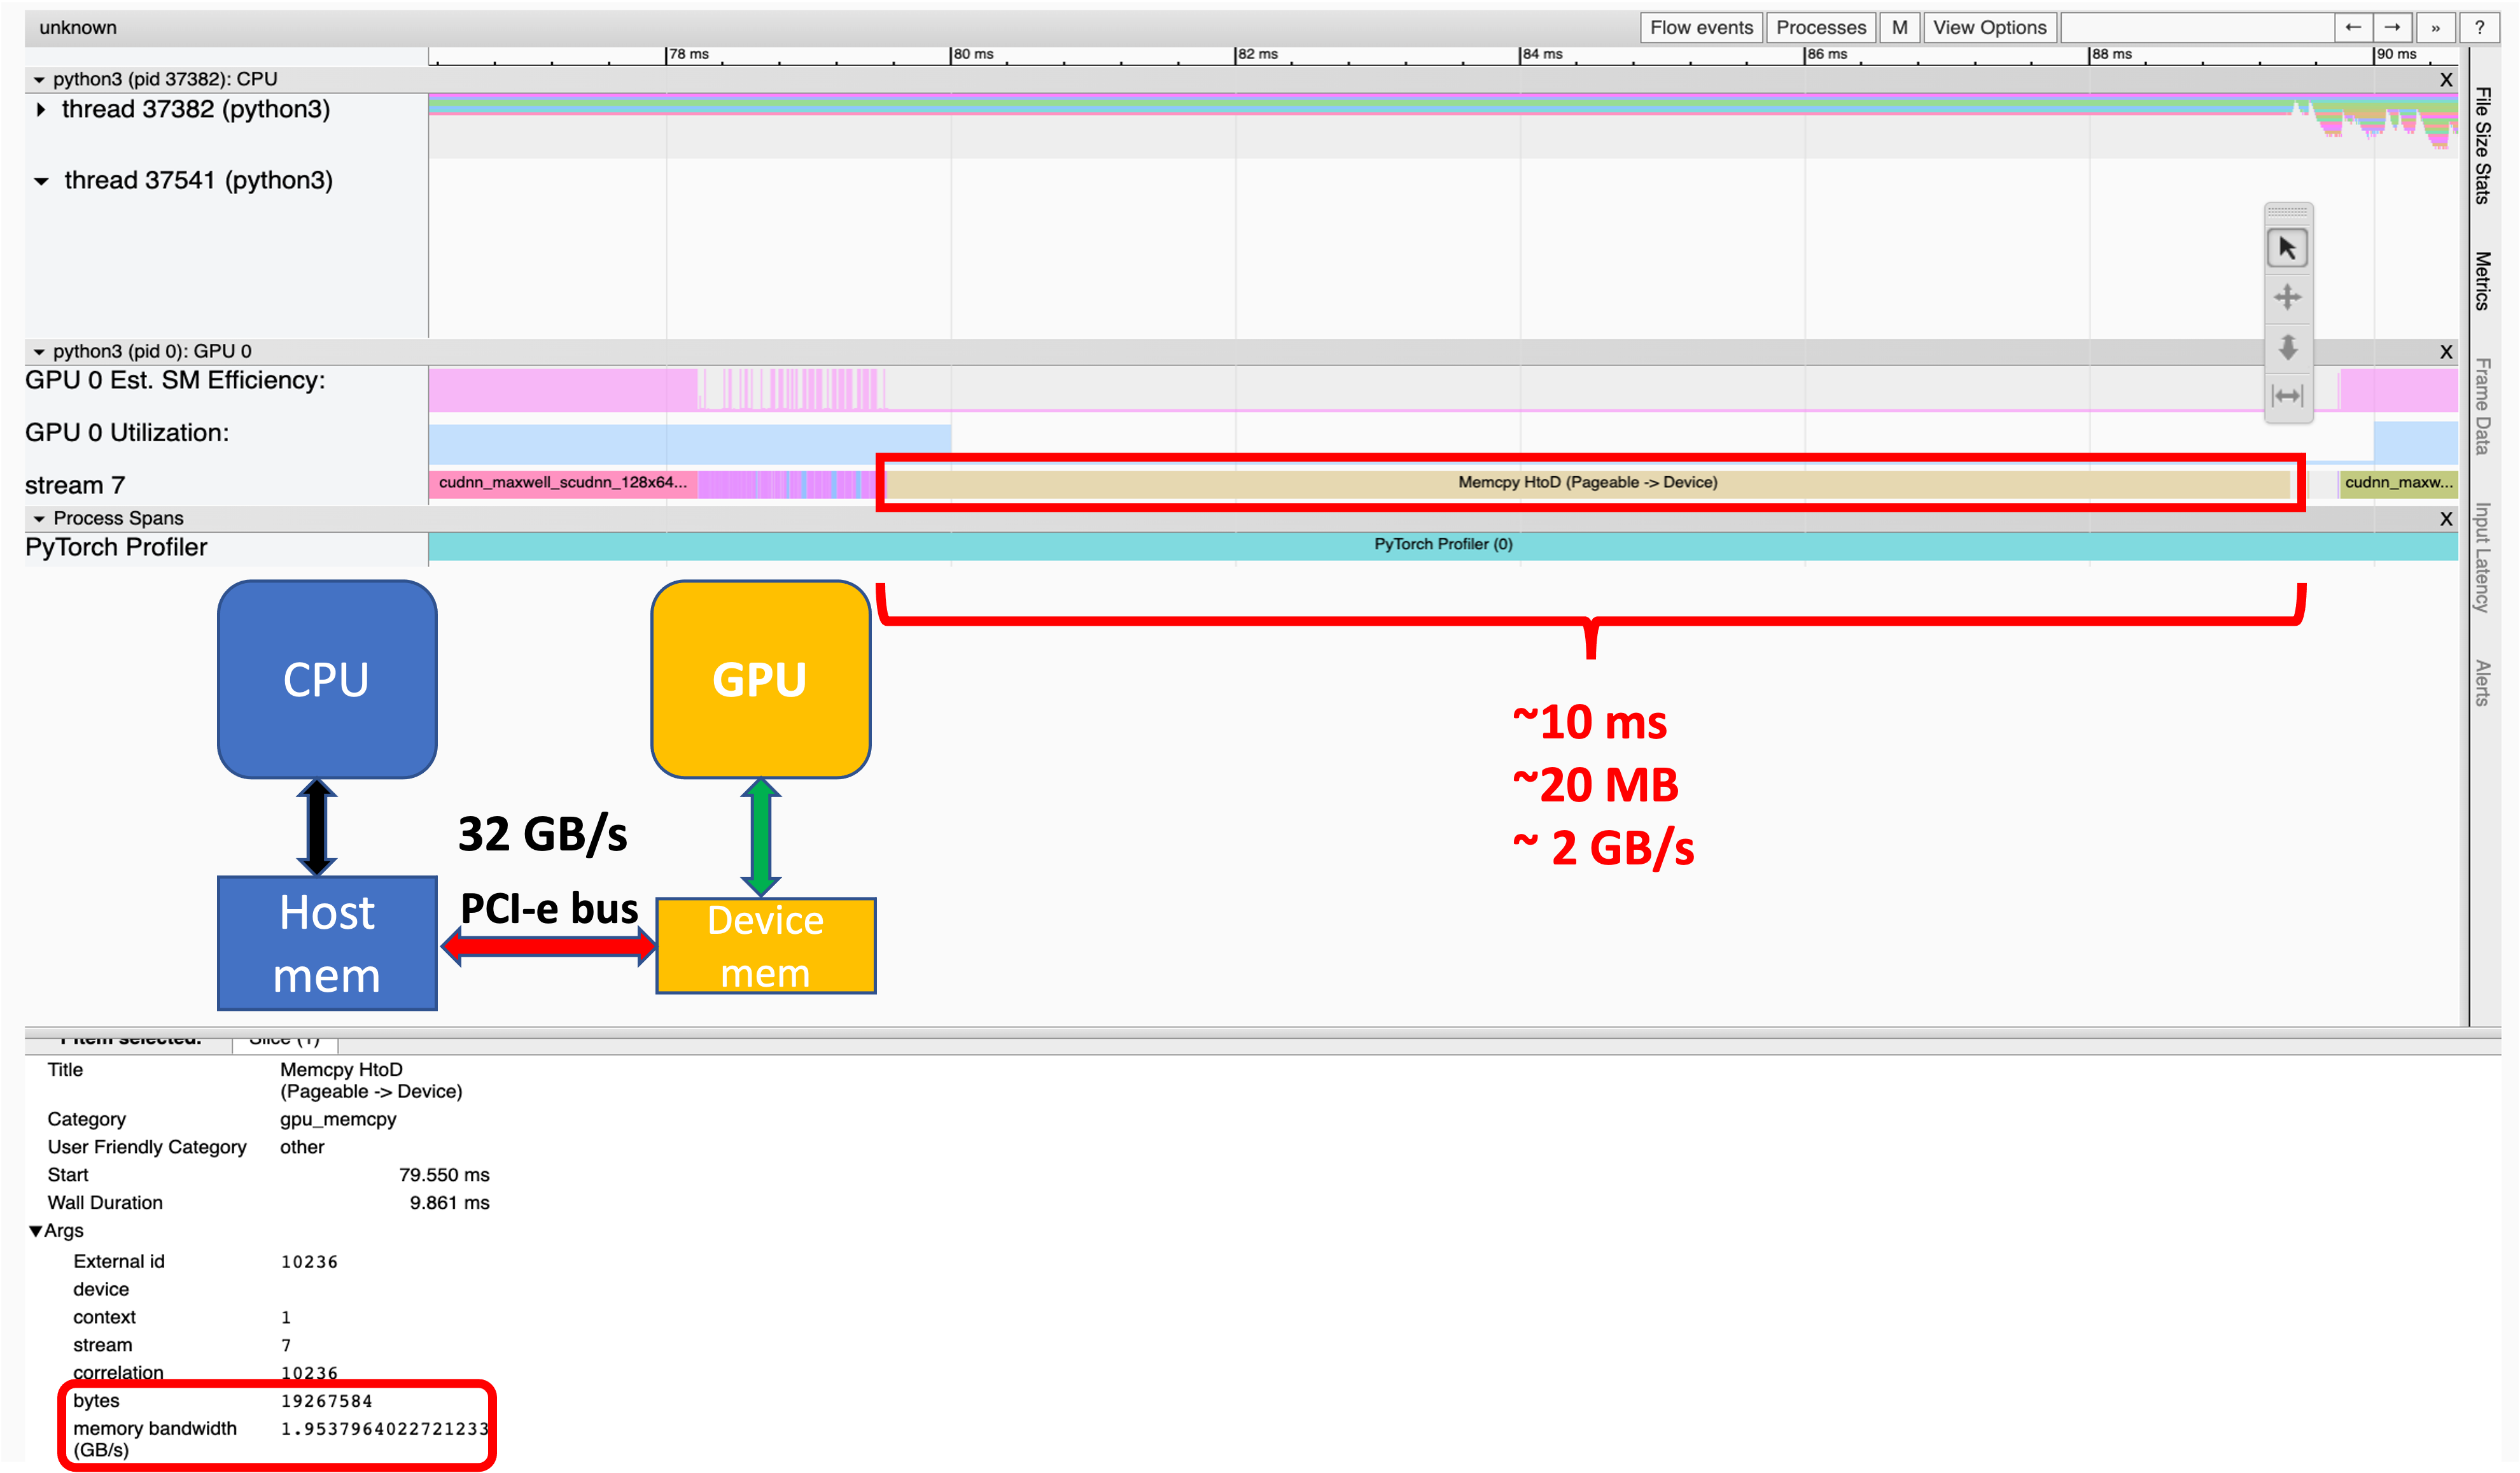 unknown
Flow events
Processes
M
View Options
←
→
»
?
78 ms
80 ms
82 ms
84 ms
86 ms
88 ms
90 ms
python3 (pid 37382): CPU
X
thread 37382 (python3)
thread 37541 (python3)
python3 (pid 0): GPU 0
X
GPU 0 Est. SM Efficiency:
GPU 0 Utilization:
stream 7
cudnn_maxwell_scudnn_128x64...
Memcpy HtoD (Pageable -> Device)
cudnn_maxw...
Process Spans
X
PyTorch Profiler
PyTorch Profiler (0)
File Size Stats
Metrics
Frame Data
Input Latency
Alerts
CPU
GPU
~10 ms
~20 MB
~ 2 GB/s
32 GB/s
PCI-e bus
Host
mem
Device
mem
1 item selected.
Slice (1)
Title
Memcpy HtoD
(Pageable -> Device)
Category
gpu_memcpy
User Friendly Category
other
Start
79.550 ms
Wall Duration
9.861 ms
▼Args
External id
10236
device
context
1
stream
7
correlation
10236
bytes
19267584
memory bandwidth
(GB/s)
1.9537964022721233